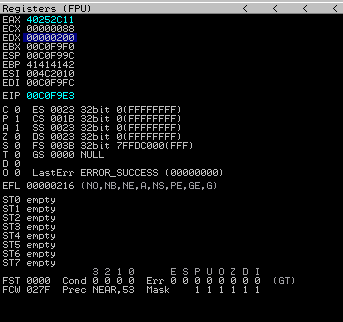 Registers (FPU) < < < <
EAX 40252C11
ECX 00000088
EDX 00000200
EBX 00C0F9F0
ESP 00C0F99C
EBP 41414142
ESI 004C2010
EDI 00C0F9FC
EIP 00C0F9E3
C 0 ES 0023 32bit 0(FFFFFFFF)
P 1 CS 001B 32bit 0(FFFFFFFF)
A 1 SS 0023 32bit 0(FFFFFFFF)
Z 0 DS 0023 32bit 0(FFFFFFFF)
S 0 FS 003B 32bit 7FFDC000(FFF)
T 0 GS 0000 NULL
D 0
O 0 LastErr ERROR_SUCCESS (00000000)
EFL 00000216 (NO,NB,NE,A,NS,PE,GE,G)
ST0 empty
ST1 empty
ST2 empty
ST3 empty
ST4 empty
ST5 empty
ST6 empty
ST7 empty
3 2 1 0 E S P U O Z D I
FST 0000 Cond 0 0 0 0 Err 0 0 0 0 0 0 0 0 (GT)
FCW 027F Prec NEAR,53 Mask 1 1 1 1 1 1